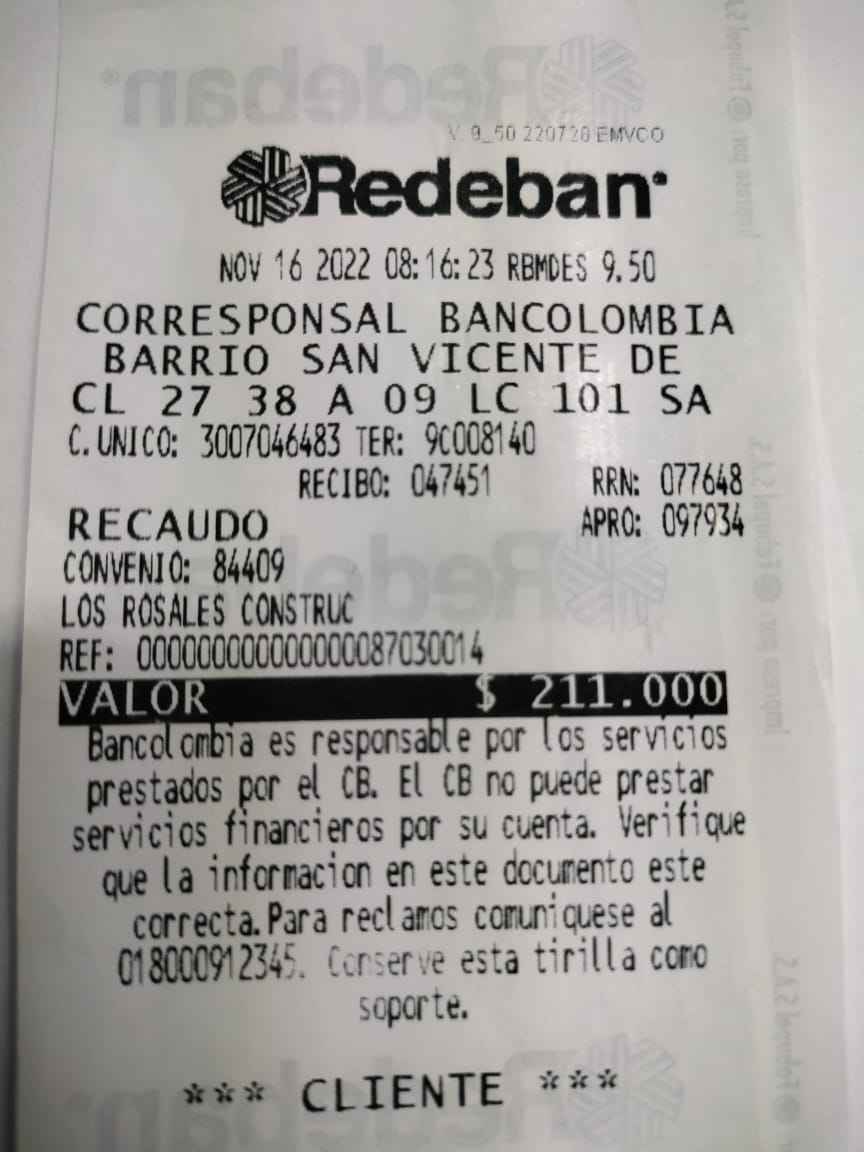 V. 9_50 220728 EMVCO
Redeban
NOV 16 2022 08:16:23 RBMDES 9.50
CORRESPONSAL BANCOLOMBIA
BARRIO SAN VICENTE DE
CL 27 38 A 09 LC 101 SA
C. UNICO: 3007046483 TER: 9C008140
RECIBO: 047451 RRN: 077648
RECAUDO APRO: 097934
CONVENIO: 84409
LOS ROSALES CONSTRUC
REF: 0000000000000000087030014
VALOR $ 211.000
Bancolombia es responsable por los servicios
prestados por el CB. El CB no puede prestar
servicios financieros por su cuenta. Verifique
que la informacion en este documento este
correcta. Para reclamos comuniquese al
018000912345. Conserve esta tirilla como
soporte.
*** CLIENTE ***